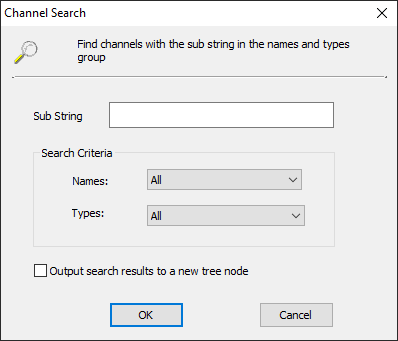 Channel Search
Find channels with the sub string in the names and types
group
Sub String
Search Criteria
Names: All
Types: All
Output search results to a new tree node
OK Cancel